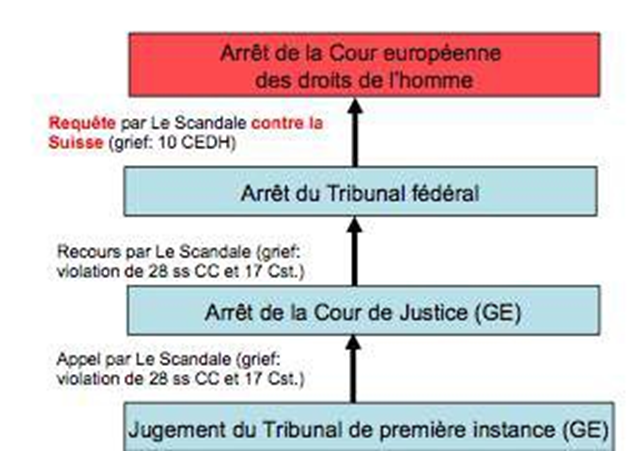 Arrêt de la Cour européenne
des droits de l'homme
Requête par Le Scandale contre la
Suisse (grief: 10 CEDH)
Arrêt du Tribunal fédéral
Recours par Le Scandale (grief:
violation de 28 ss CC et 17 Cst.)
Arrêt de la Cour de Justice (GE)
Appel par Le Scandale (grief:
violation de 28 ss CC et 17 Cst.)
Jugement du Tribunal de première instance (GE)